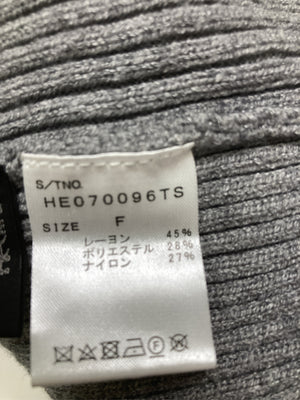 S/TNO.
HE070096TS
SIZE F
レーヨン 45%
ポリエステル 28%
ナイロン 27%